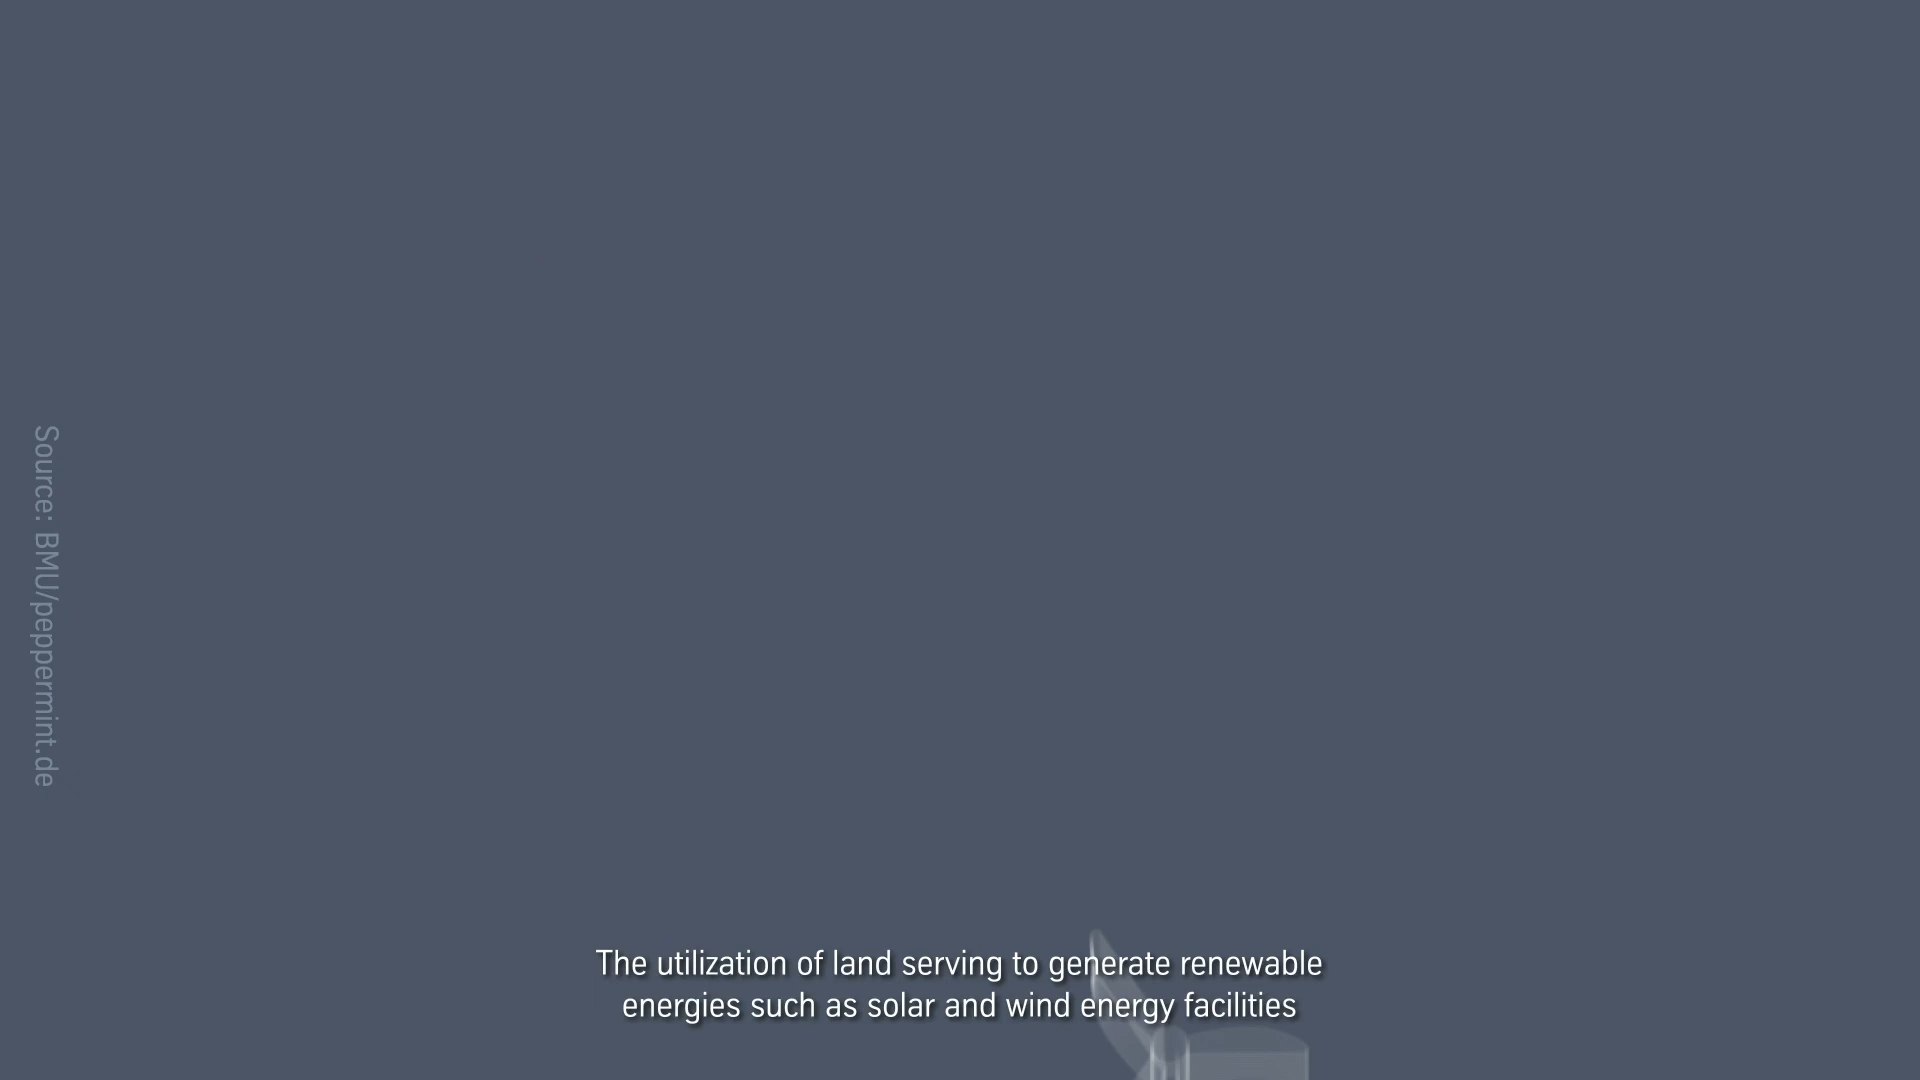 Source: BMU/peppermint.de
The utilization of land serving to generate renewable
energies such as solar and wind energy facilities